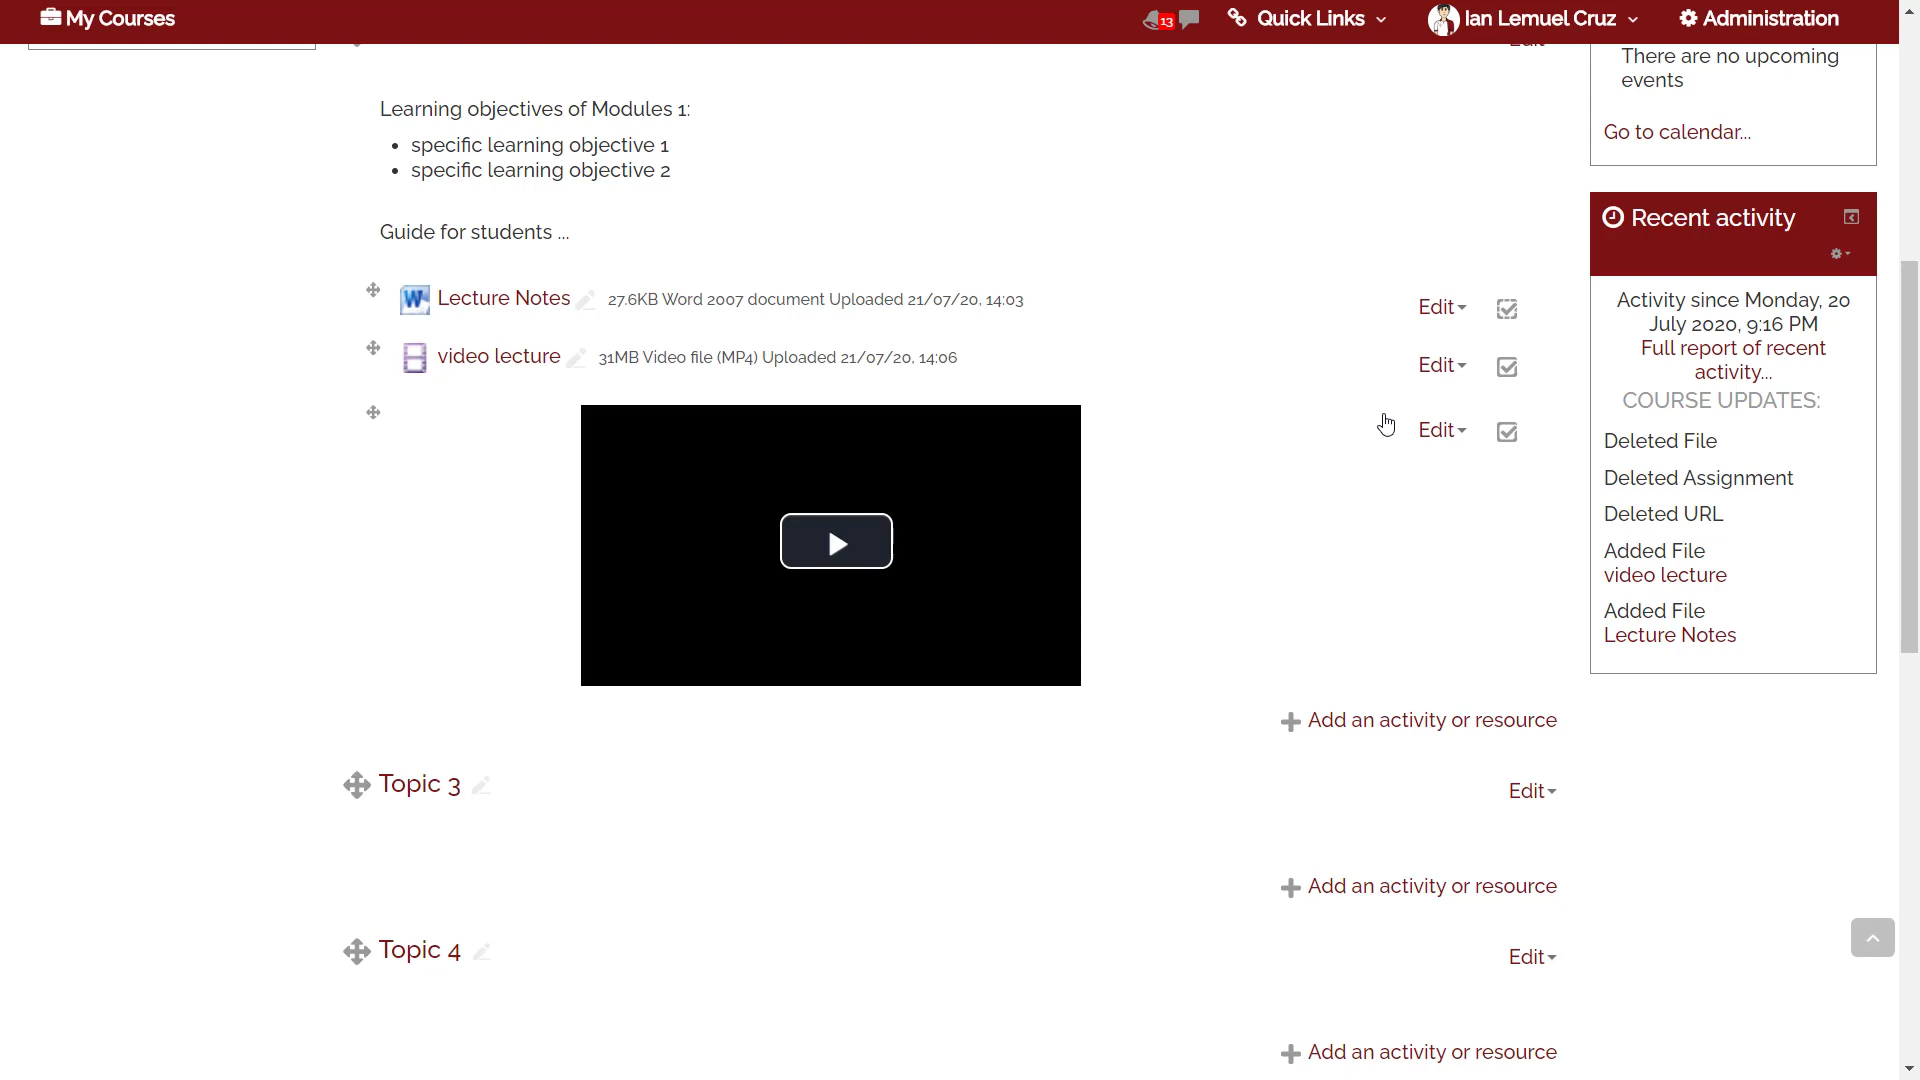 My Courses
13
Quick Links
Ian Lemuel Cruz
Administration
There are no upcoming
events
Go to calendar...
Learning objectives of Modules 1:
specific learning objective 1
specific learning objective 2
Guide for students ...
Lecture Notes
27.6KB Word 2007 document Uploaded 21/07/20, 14:03
Edit
video lecture
31MB Video file (MP4) Uploaded 21/07/20, 14:06
Edit
Edit
Add an activity or resource
Topic 3
Edit
Add an activity or resource
Topic 4
Edit
Add an activity or resource
Recent activity
Activity since Monday, 20
July 2020, 9:16 PM
Full report of recent
activity...
COURSE UPDATES:
Deleted File
Deleted Assignment
Deleted URL
Added File
video lecture
Added File
Lecture Notes